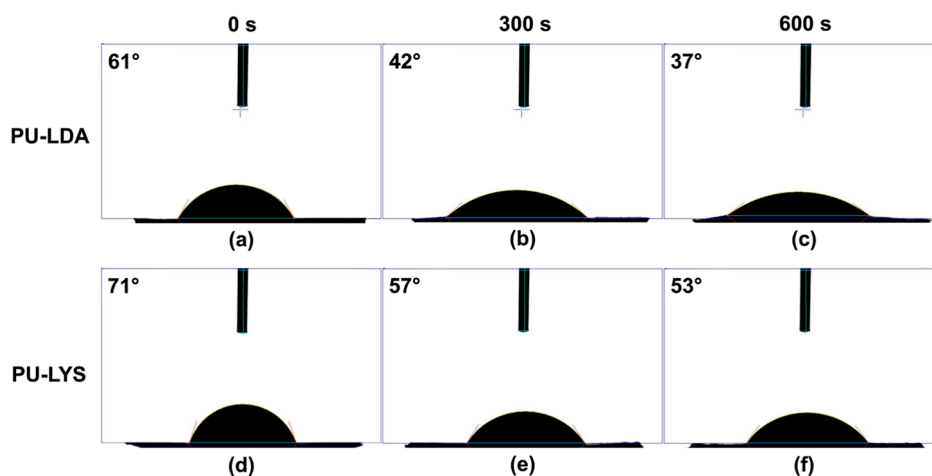 0 s 300 s 600 s
61° 42° 37°
PU-LDA
(a) (b) (c)
71° 57° 53°
PU-LYS
(d) (e) (f)